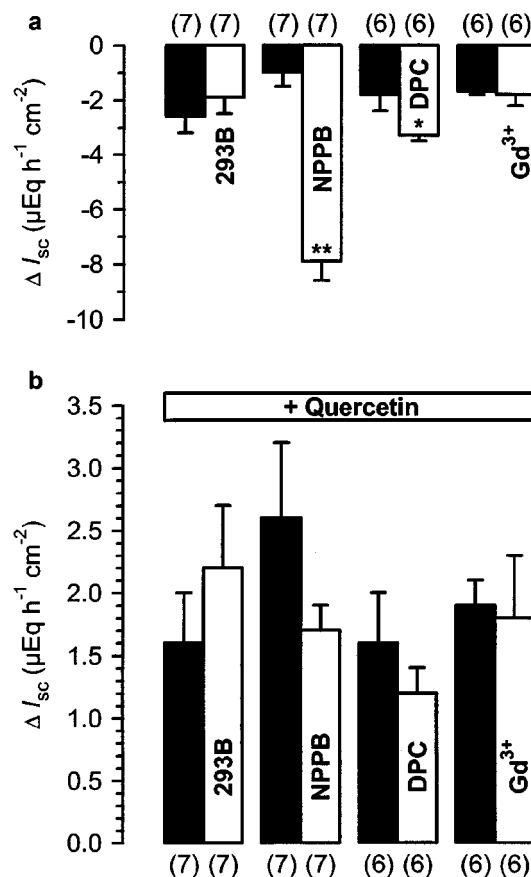 a
(7) (7) (7) (7) (6) (6) (6) (6)
0
-2
-4
-6
-8
-10
Δ Isc (µEq h-1 cm-2)
293B
NPPB
**
DPC
*
Gd3+
b
+ Quercetin
3.5
3.0
2.5
2.0
1.5
1.0
0.5
0.0
Δ Isc (µEq h-1 cm-2)
293B
NPPB
DPC
Gd3+
(7) (7) (7) (7) (6) (6) (6) (6)